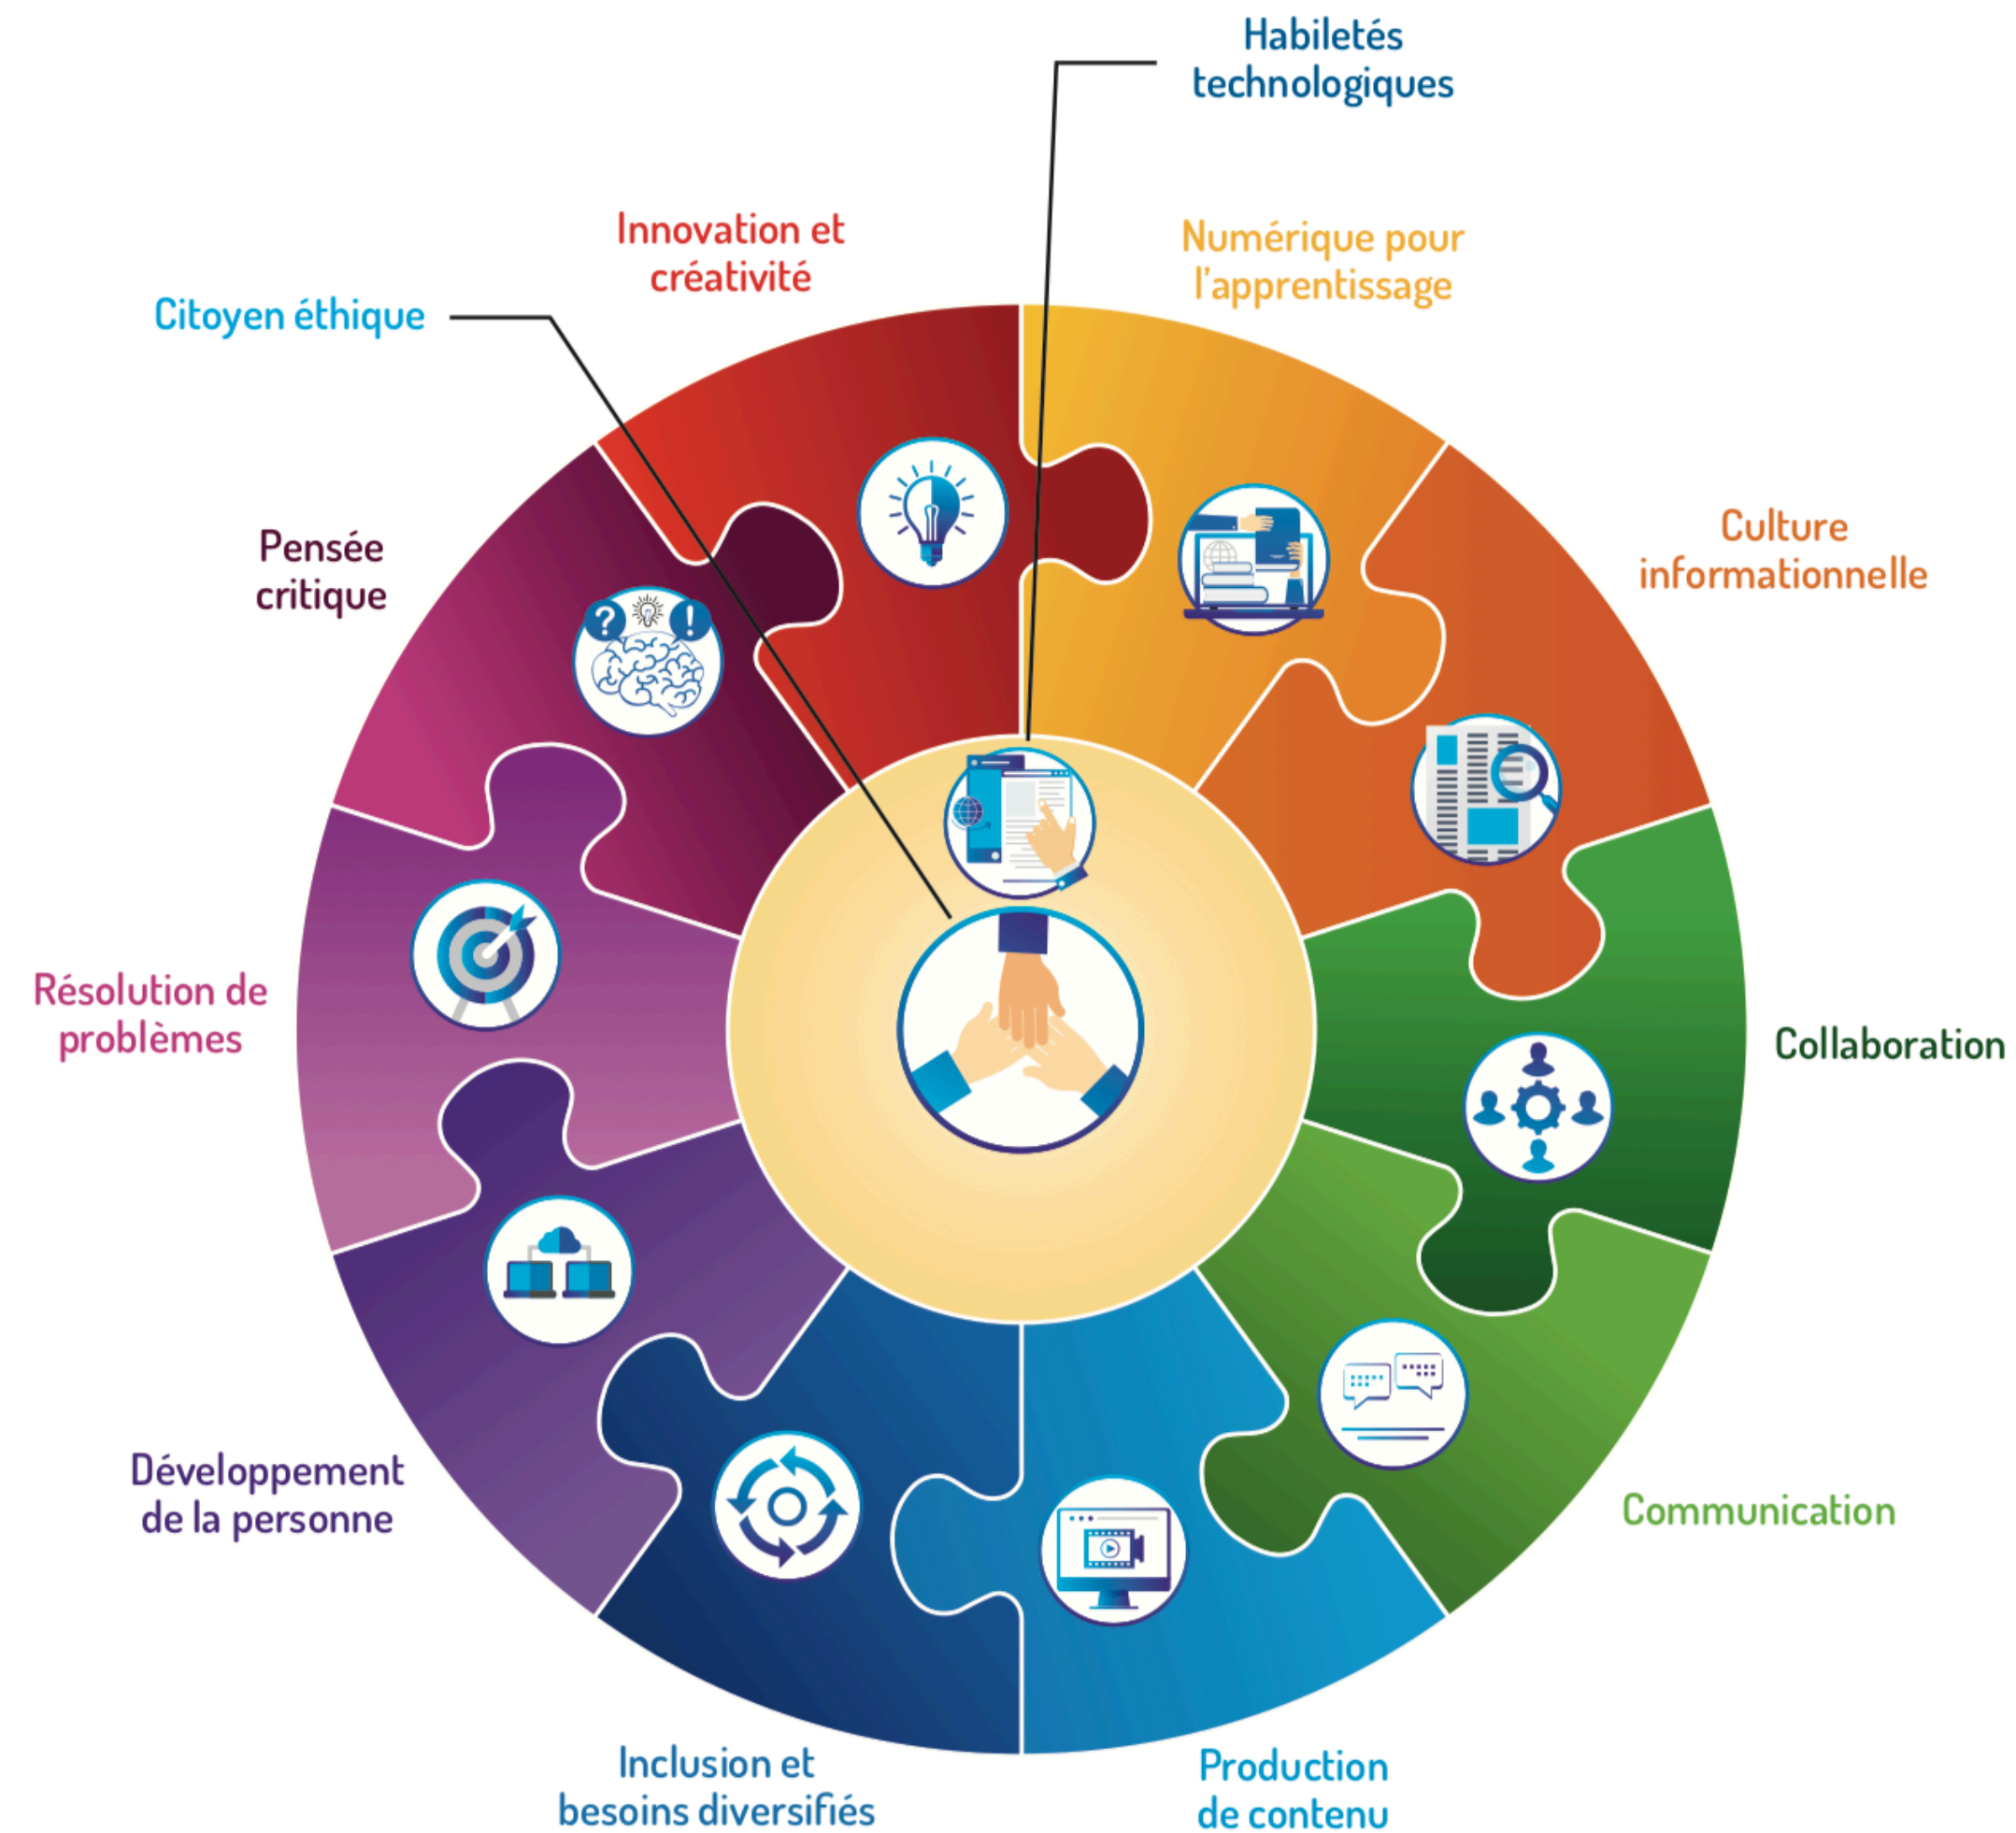 Habiletés
technologiques
Innovation et
créativité
Numérique pour
l'apprentissage
Citoyen éthique
Pensée
critique
Culture
informationnelle
Résolution de
problèmes
Collaboration
Développement
de la personne
Communication
Inclusion et
besoins diversifiés
Production
de contenu